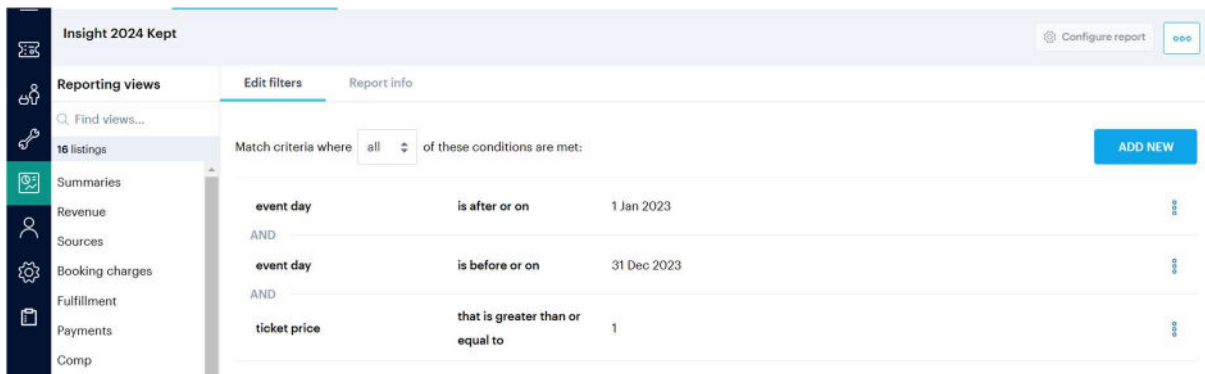 Insight 2024 Kept
Configure report
Reporting views
Find views...
16 listings
Summaries
Revenue
Sources
Booking charges
Fulfillment
Payments
Comp
Edit filters Report info
Match criteria where all of these conditions are met:
ADD NEW
event day is after or on 1 Jan 2023
AND
event day is before or on 31 Dec 2023
AND
ticket price that is greater than or equal to 1